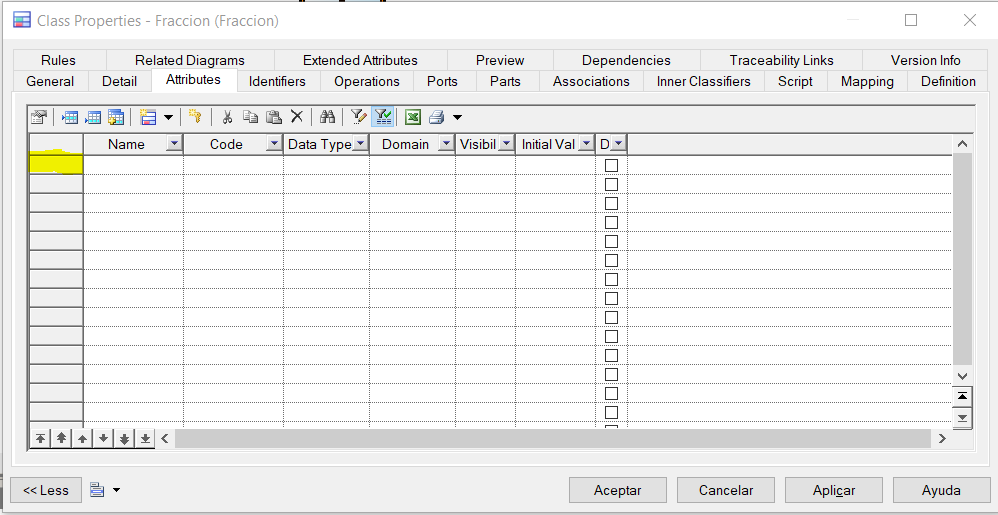 Class Properties - Fraccion (Fraccion)
Rules Related Diagrams Extended Attributes Preview Dependencies Traceability Links Version Info
General Detail Attributes Identifiers Operations Ports Parts Associations Inner Classifiers Script Mapping Definition
Name Code Data Type Domain Visibil Initial Val D
<< Less Aceptar Cancelar Aplicar Ayuda